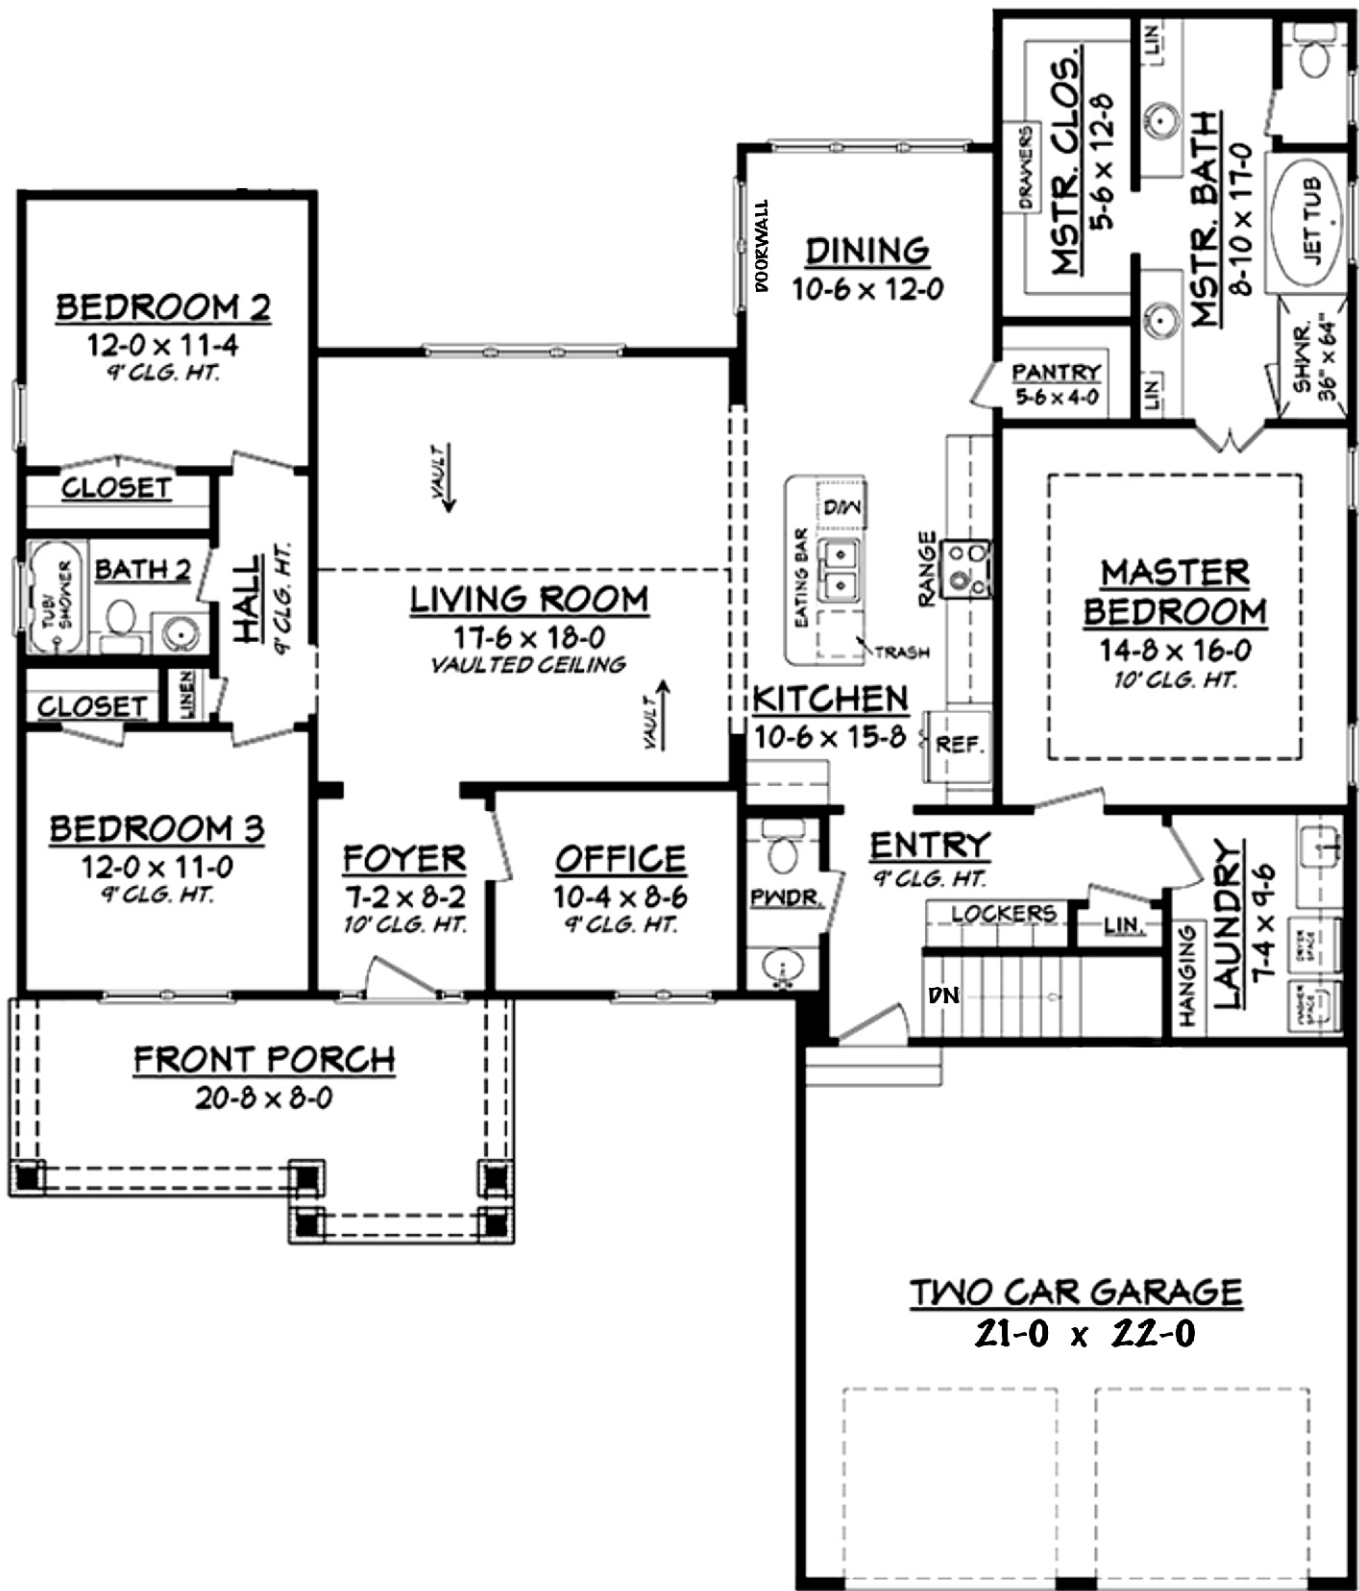 LIN
MSTR. CLOS.
5-6 x 12-8
DRAWERS
MSTR. BATH
8-10 x 17-0
JET TUB
SHWR.
36" x 64"
LIN
DOORWALL
DINING
10-6 x 12-0
PANTRY
5-6 x 4-0
BEDROOM 2
12-0 x 11-4
9' CLG. HT.
CLOSET
BATH 2
TUB/
SHOWER
HALL
9' CLG. HT.
CLOSET
LINEN
VAULT
LIVING ROOM
17-6 x 18-0
VAULTED CEILING
VAULT
D/W
EATING BAR
RANGE
TRASH
KITCHEN
10-6 x 15-8
REF.
MASTER
BEDROOM
14-8 x 16-0
10' CLG. HT.
BEDROOM 3
12-0 x 11-0
9' CLG. HT.
FOYER
7-2 x 8-2
10' CLG. HT.
OFFICE
10-4 x 8-6
9' CLG. HT.
PWDR.
ENTRY
9' CLG. HT.
LOCKERS
LIN.
DN
LAUNDRY
7-4 x 9-6
HANGING
DRYER
SPACE
WASHER
SPACE
FRONT PORCH
20-8 x 8-0
TWO CAR GARAGE
21-0 x 22-0